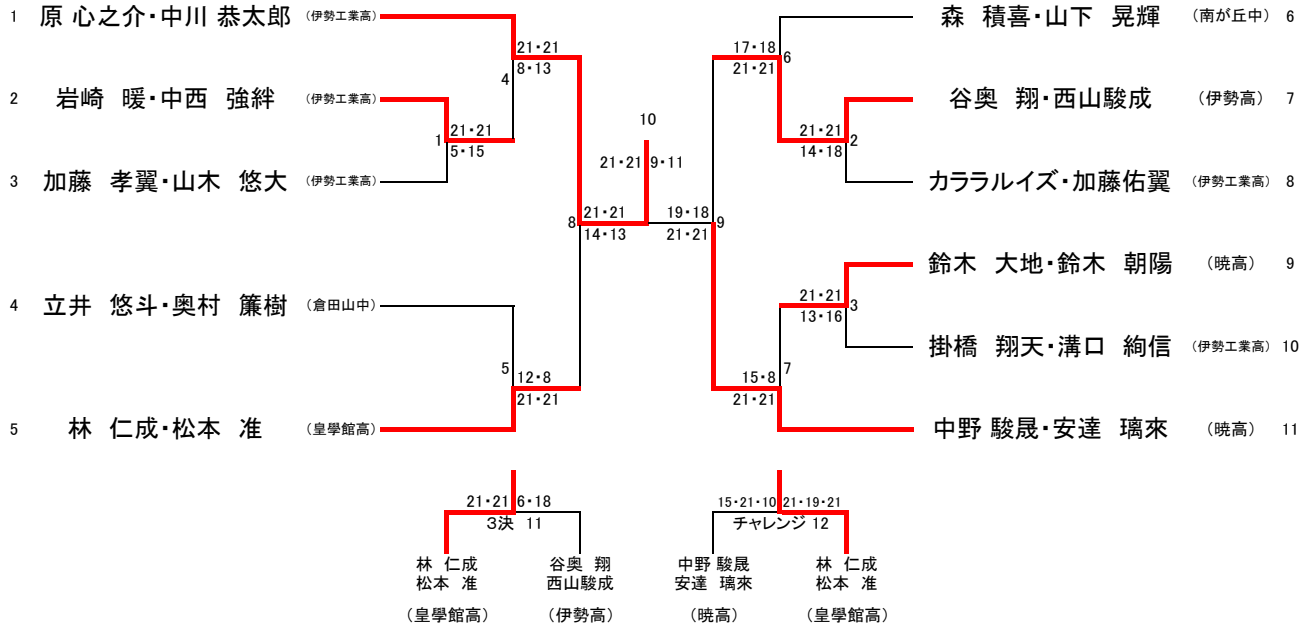 1 原 心之介・中川 恭太郎 （伊勢工業高）
21・21
8・13
4
2 岩崎 暖・中西 強絆 （伊勢工業高）
21・21
1
5・15
3 加藤 孝翼・山木 悠大 （伊勢工業高）
21・21
8
14・13
4 立井 悠斗・奥村 簾樹 （倉田山中）
5
12・8
21・21
5 林 仁成・松本 准 （皇學館高）
10
21・21 9・11
森 積喜・山下 晃輝 （南が丘中） 6
17・18
6
21・21
谷奥 翔・西山駿成 （伊勢高） 7
21・21
2
14・18
カララルイズ・加藤佑翼 （伊勢工業高） 8
19・18
9
21・21
鈴木 大地・鈴木 朝陽 （暁高） 9
21・21
3
13・16
掛橋 翔天・溝口 絢信 （伊勢工業高） 10
7
15・8
21・21
中野 駿晟・安達 璃來 （暁高） 11
21・21 6・18
3決 11
林 仁成 谷奥 翔
松本 准 西山駿成
（皇學館高） （伊勢高）
15・21・10 21・19・21
チャレンジ 12
中野 駿晟 林 仁成
安達 璃來 松本 准
（暁高） （皇學館高）